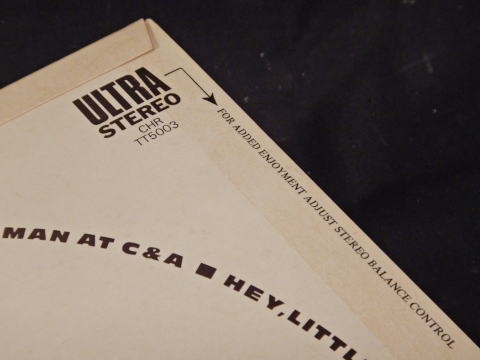 ULTRA
STEREO
CHR
TT5003
FOR ADDED ENJOYMENT ADJUST STEREO BALANCE CONTROL
MAN AT C&A ■ HEY, LITTL